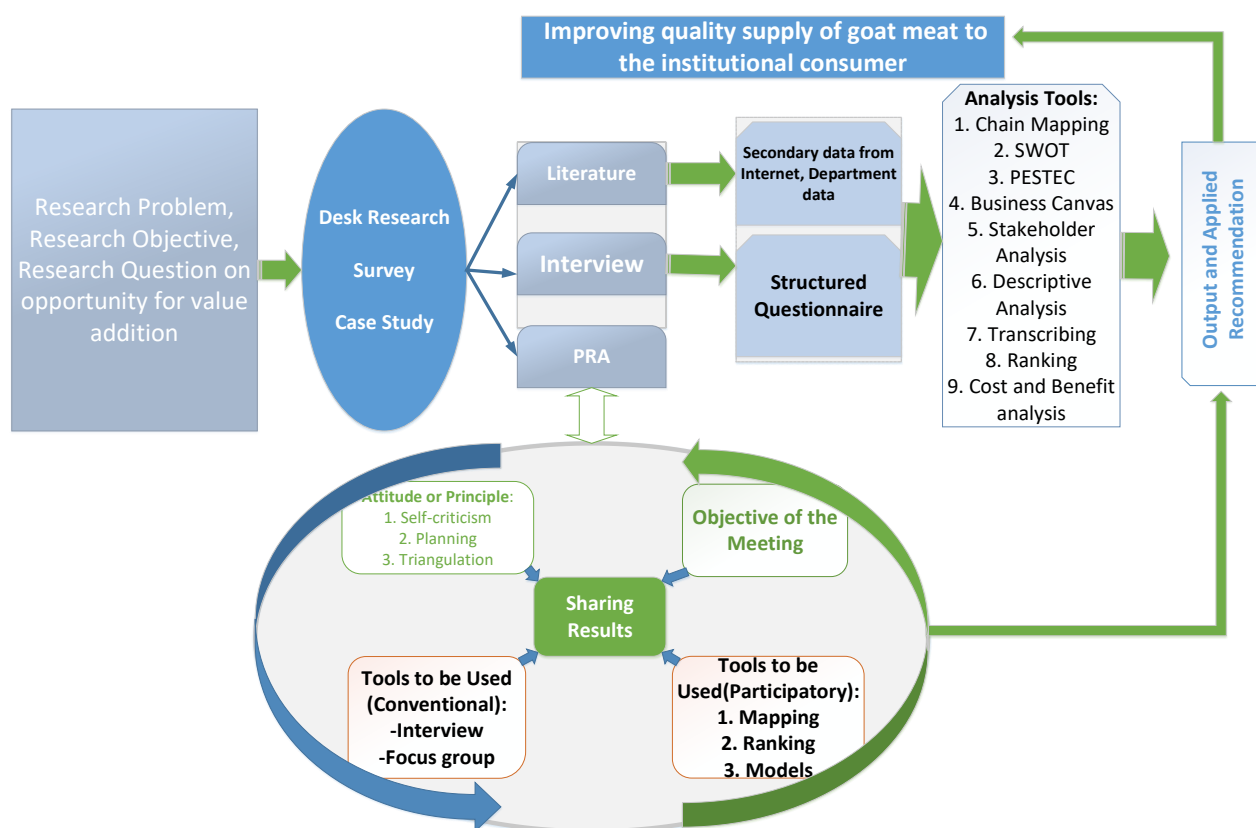 Improving quality supply of goat meat to
the institutional consumer
Research Problem,
Research Objective,
Research Question on
opportunity for value
addition
Desk Research
Survey
Case Study
Literature
Interview
PRA
Secondary data from
Internet, Department
data
Structured
Questionnaire
Analysis Tools:
1. Chain Mapping
2. SWOT
3. PESTEC
4. Business Canvas
5. Stakeholder
Analysis
6. Descriptive
Analysis
7. Transcribing
8. Ranking
9. Cost and Benefit
analysis
Output and Applied
Recommendation
Attitude or Principle:
1. Self-criticism
2. Planning
3. Triangulation
Objective of the
Meeting
Sharing
Results
Tools to be Used
(Conventional):
-Interview
-Focus group
Tools to be
Used(Participatory):
1. Mapping
2. Ranking
3. Models